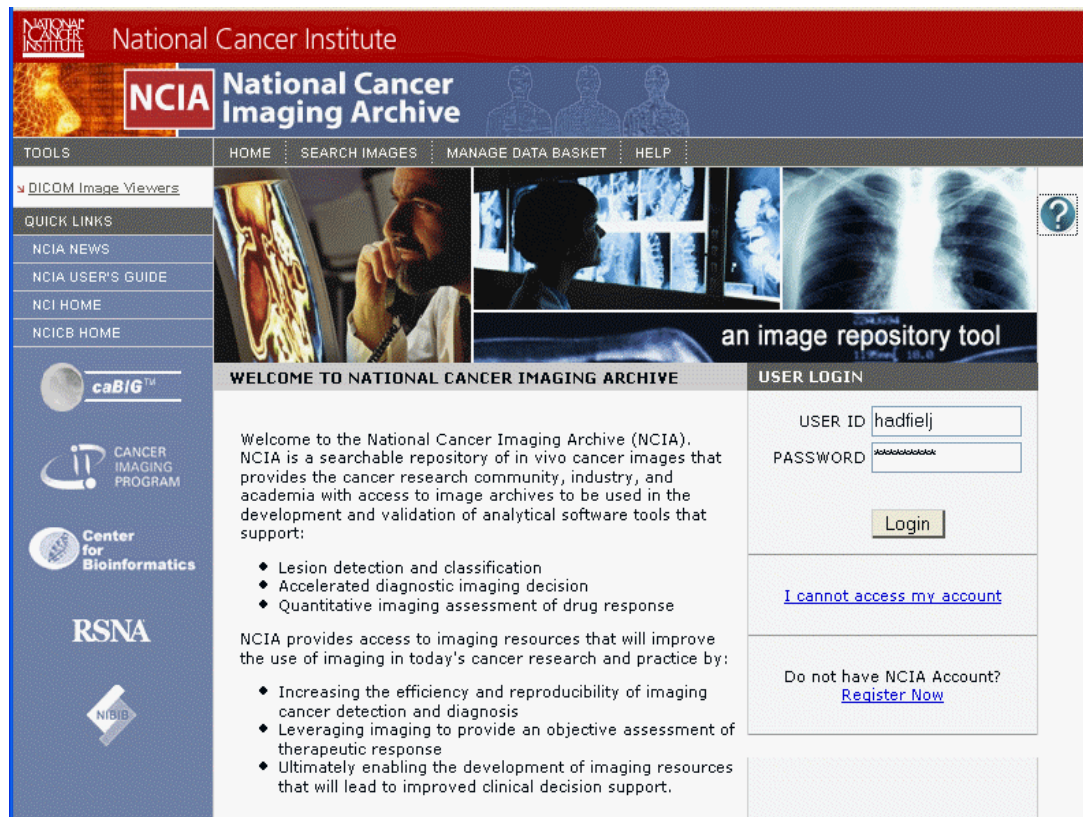 NATIONAL
CANCER
INSTITUTE
National Cancer Institute
NCIA
National Cancer
Imaging Archive
TOOLS
HOME
SEARCH IMAGES
MANAGE DATA BASKET
HELP
DICOM Image Viewers
QUICK LINKS
NCIA NEWS
NCIA USER'S GUIDE
NCI HOME
NCICB HOME
caBIG™
CANCER
IMAGING
PROGRAM
Center
for
Bioinformatics
RSNA
NIBIB
an image repository tool
WELCOME TO NATIONAL CANCER IMAGING ARCHIVE
Welcome to the National Cancer Imaging Archive (NCIA).
NCIA is a searchable repository of in vivo cancer images that
provides the cancer research community, industry, and
academia with access to image archives to be used in the
development and validation of analytical software tools that
support:
◆ Lesion detection and classification
◆ Accelerated diagnostic imaging decision
◆ Quantitative imaging assessment of drug response
NCIA provides access to imaging resources that will improve
the use of imaging in today's cancer research and practice by:
◆ Increasing the efficiency and reproducibility of imaging
cancer detection and diagnosis
◆ Leveraging imaging to provide an objective assessment of
therapeutic response
◆ Ultimately enabling the development of imaging resources
that will lead to improved clinical decision support.
USER LOGIN
USER ID hadfielj
PASSWORD **********
Login
I cannot access my account
Do not have NCIA Account?
Register Now
?